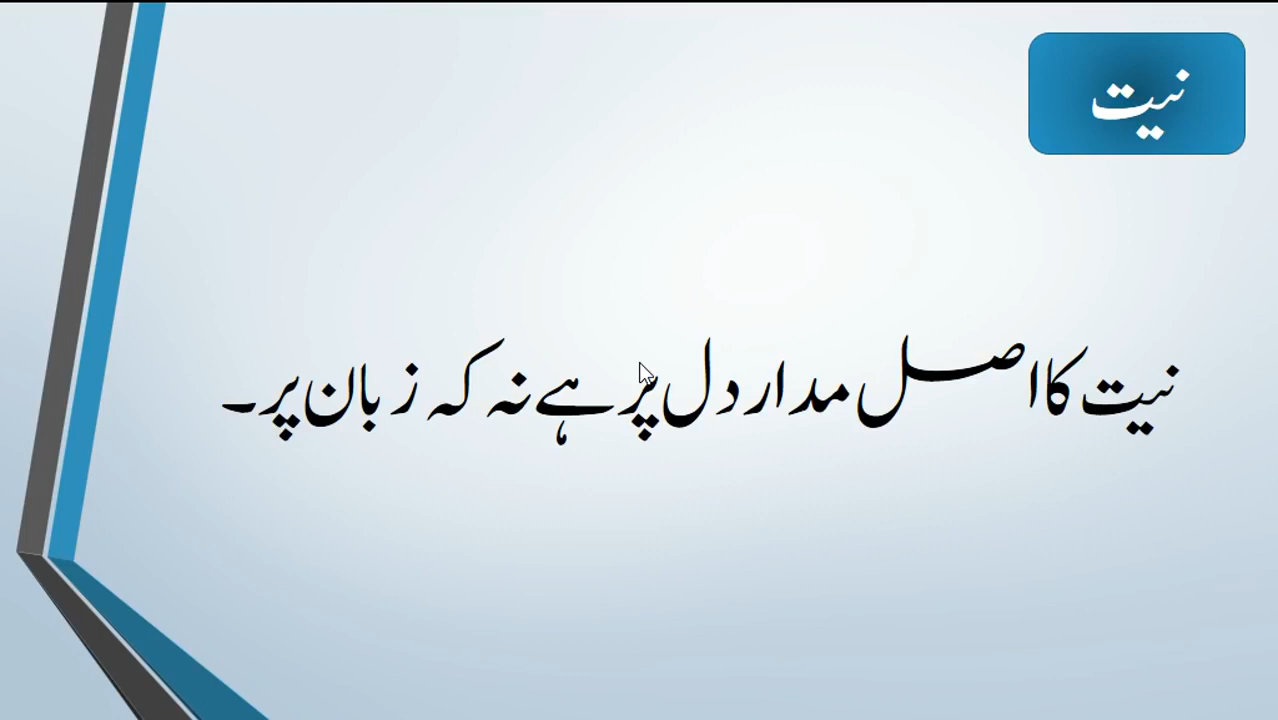 نیت
نیت کا اصل مدار دل پر ہے نہ کہ زبان پر۔